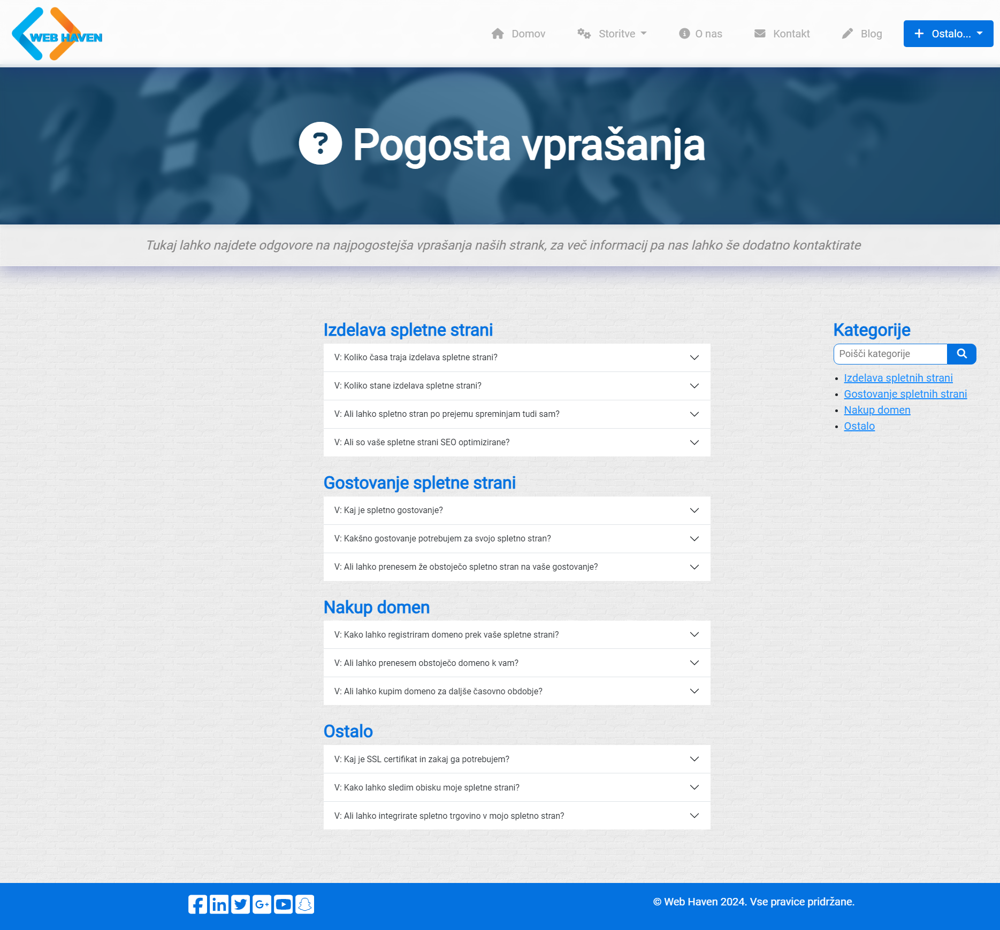 WEB HAVEN
Domov
Storitve
O nas
Kontakt
Blog
Ostalo...
Pogosta vprašanja
Tukaj lahko najdete odgovore na najpogostejša vprašanja naših strank, za več informacij pa nas lahko še dodatno kontaktirate
Izdelava spletne strani
V: Koliko časa traja izdelava spletne strani?
V: Koliko stane izdelava spletne strani?
V: Ali lahko spletno stran po prejemu spreminjam tudi sam?
V: Ali so vaše spletne strani SEO optimizirane?
Gostovanje spletne strani
V: Kaj je spletno gostovanje?
V: Kakšno gostovanje potrebujem za svojo spletno stran?
V: Ali lahko prenesem že obstoječo spletno stran na vaše gostovanje?
Nakup domen
V: Kako lahko registriram domeno prek vaše spletne strani?
V: Ali lahko prenesem obstoječo domeno k vam?
V: Ali lahko kupim domeno za daljše časovno obdobje?
Ostalo
V: Kaj je SSL certifikat in zakaj ga potrebujem?
V: Kako lahko sledim obisku moje spletne strani?
V: Ali lahko integrirate spletno trgovino v mojo spletno stran?
Kategorije
Poišči kategorije
Izdelava spletnih strani
Gostovanje spletnih strani
Nakup domen
Ostalo
© Web Haven 2024. Vse pravice pridržane.